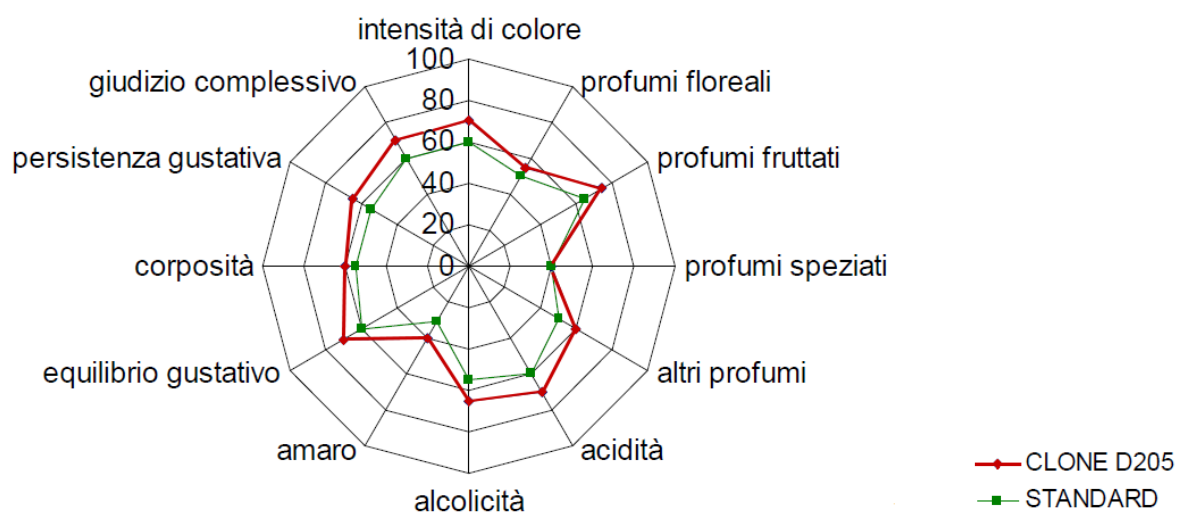 intensità di colore
100
giudizio complessivo
profumi floreali
80
60
persistenza gustativa
profumi fruttati
40
20
corposità
0
profumi speziati
equilibrio gustativo
altri profumi
amaro
acidità
alcolicità
CLONE D205
STANDARD